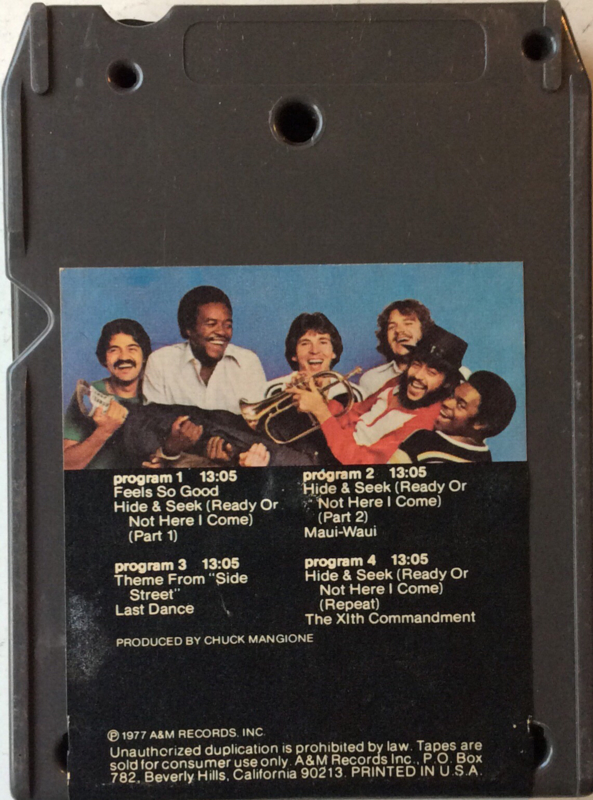 program 1 13:05
Feels So Good
Hide & Seek (Ready Or
Not Here I Come)
(Part 1)
program 2 13:05
Hide & Seek (Ready Or
Not Here I Come)
(Part 2)
Maui-Waui
program 3 13:05
Theme From "Side
Street"
Last Dance
program 4 13:05
Hide & Seek (Ready Or
Not Here I Come)
(Repeat)
The XIth Commandment
PRODUCED BY CHUCK MANGIONE
℗ 1977 A&M RECORDS. INC.
Unauthorized duplication is prohibited by law. Tapes are
sold for consumer use only. A&M Records Inc., P.O. Box
782, Beverly Hills, California 90213. PRINTED IN U.S.A.